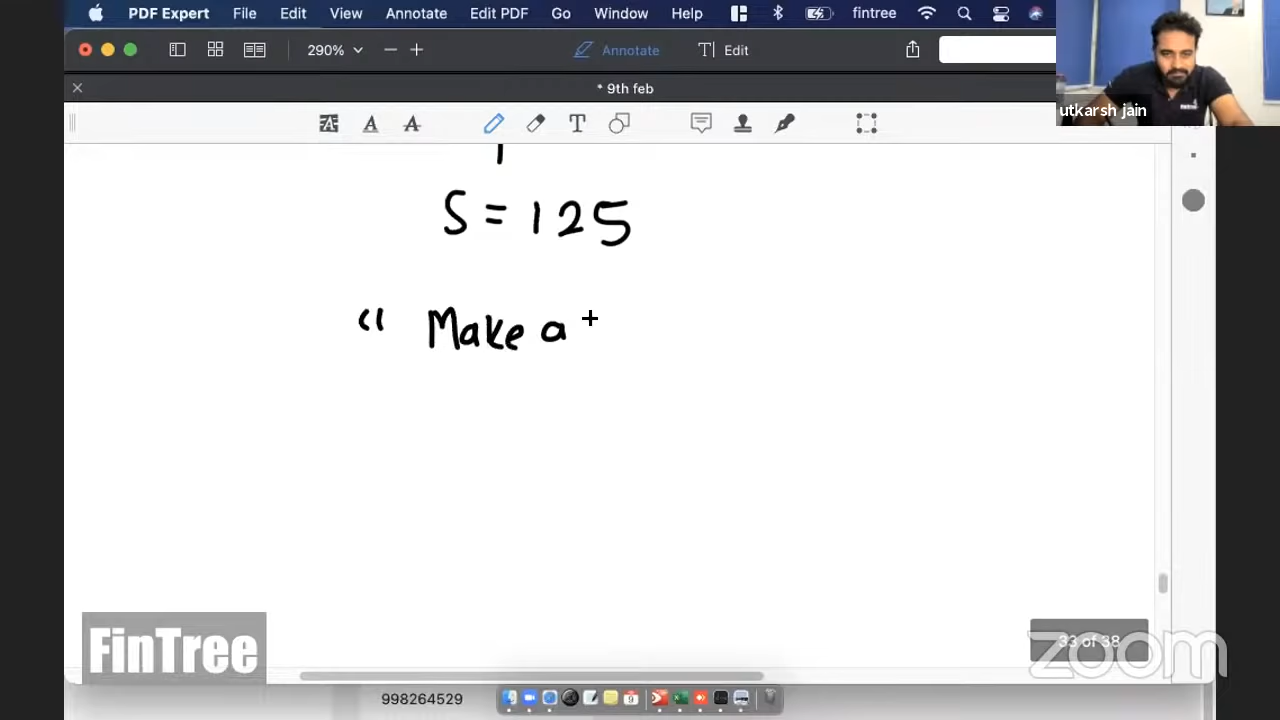 PDF Expert File Edit View Annotate Edit PDF Go Window Help fintree
290% Annotate T Edit
utkarsh jain
* 9th feb
A A A T
S = 125
" Make a
FinTree
33 of 38
zoom
998264529